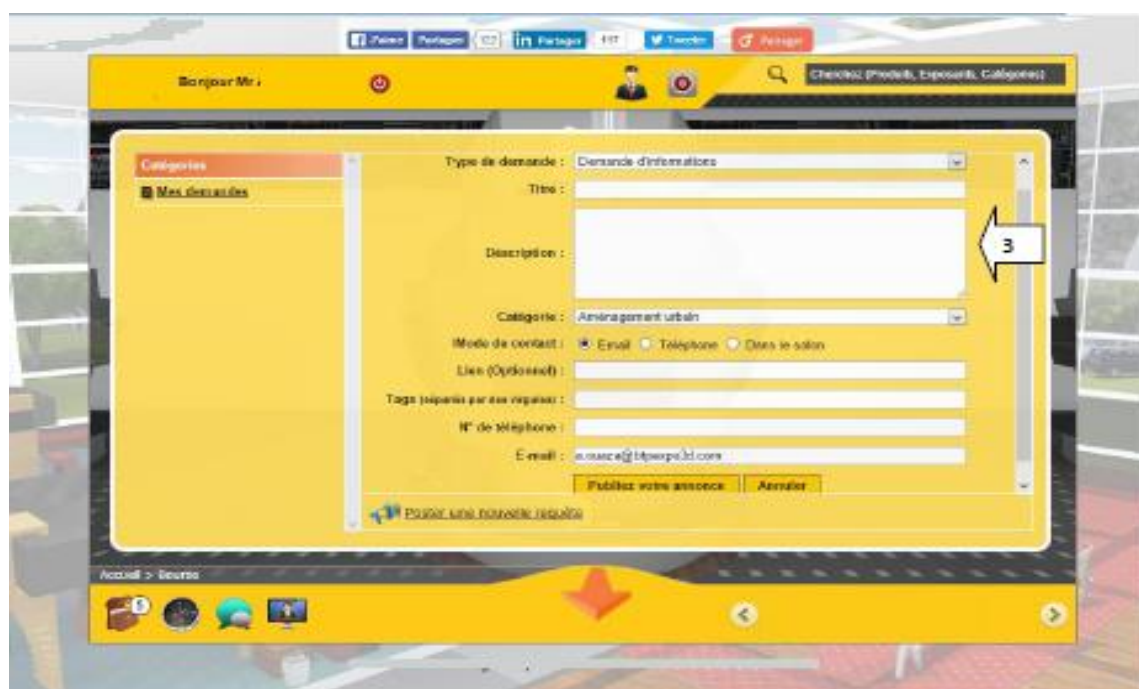 J'aime Partager in Partager Tweeter Partager
Bonjour Mr
Cherchez (Produits, Exposants, Catégories)
Catégories
Mes demandes
Type de demande : Demande d'informations
Titre :
Description :
3
Catégorie : Aménagement urbain
Mode de contact : Email Téléphone Dans le salon
Lien (Optionnel) :
Tags (séparés par des virgules) :
N° de téléphone :
E-mail :
Publiez votre annonce Annuler
Poster une nouvelle requête
Accueil > Bourse